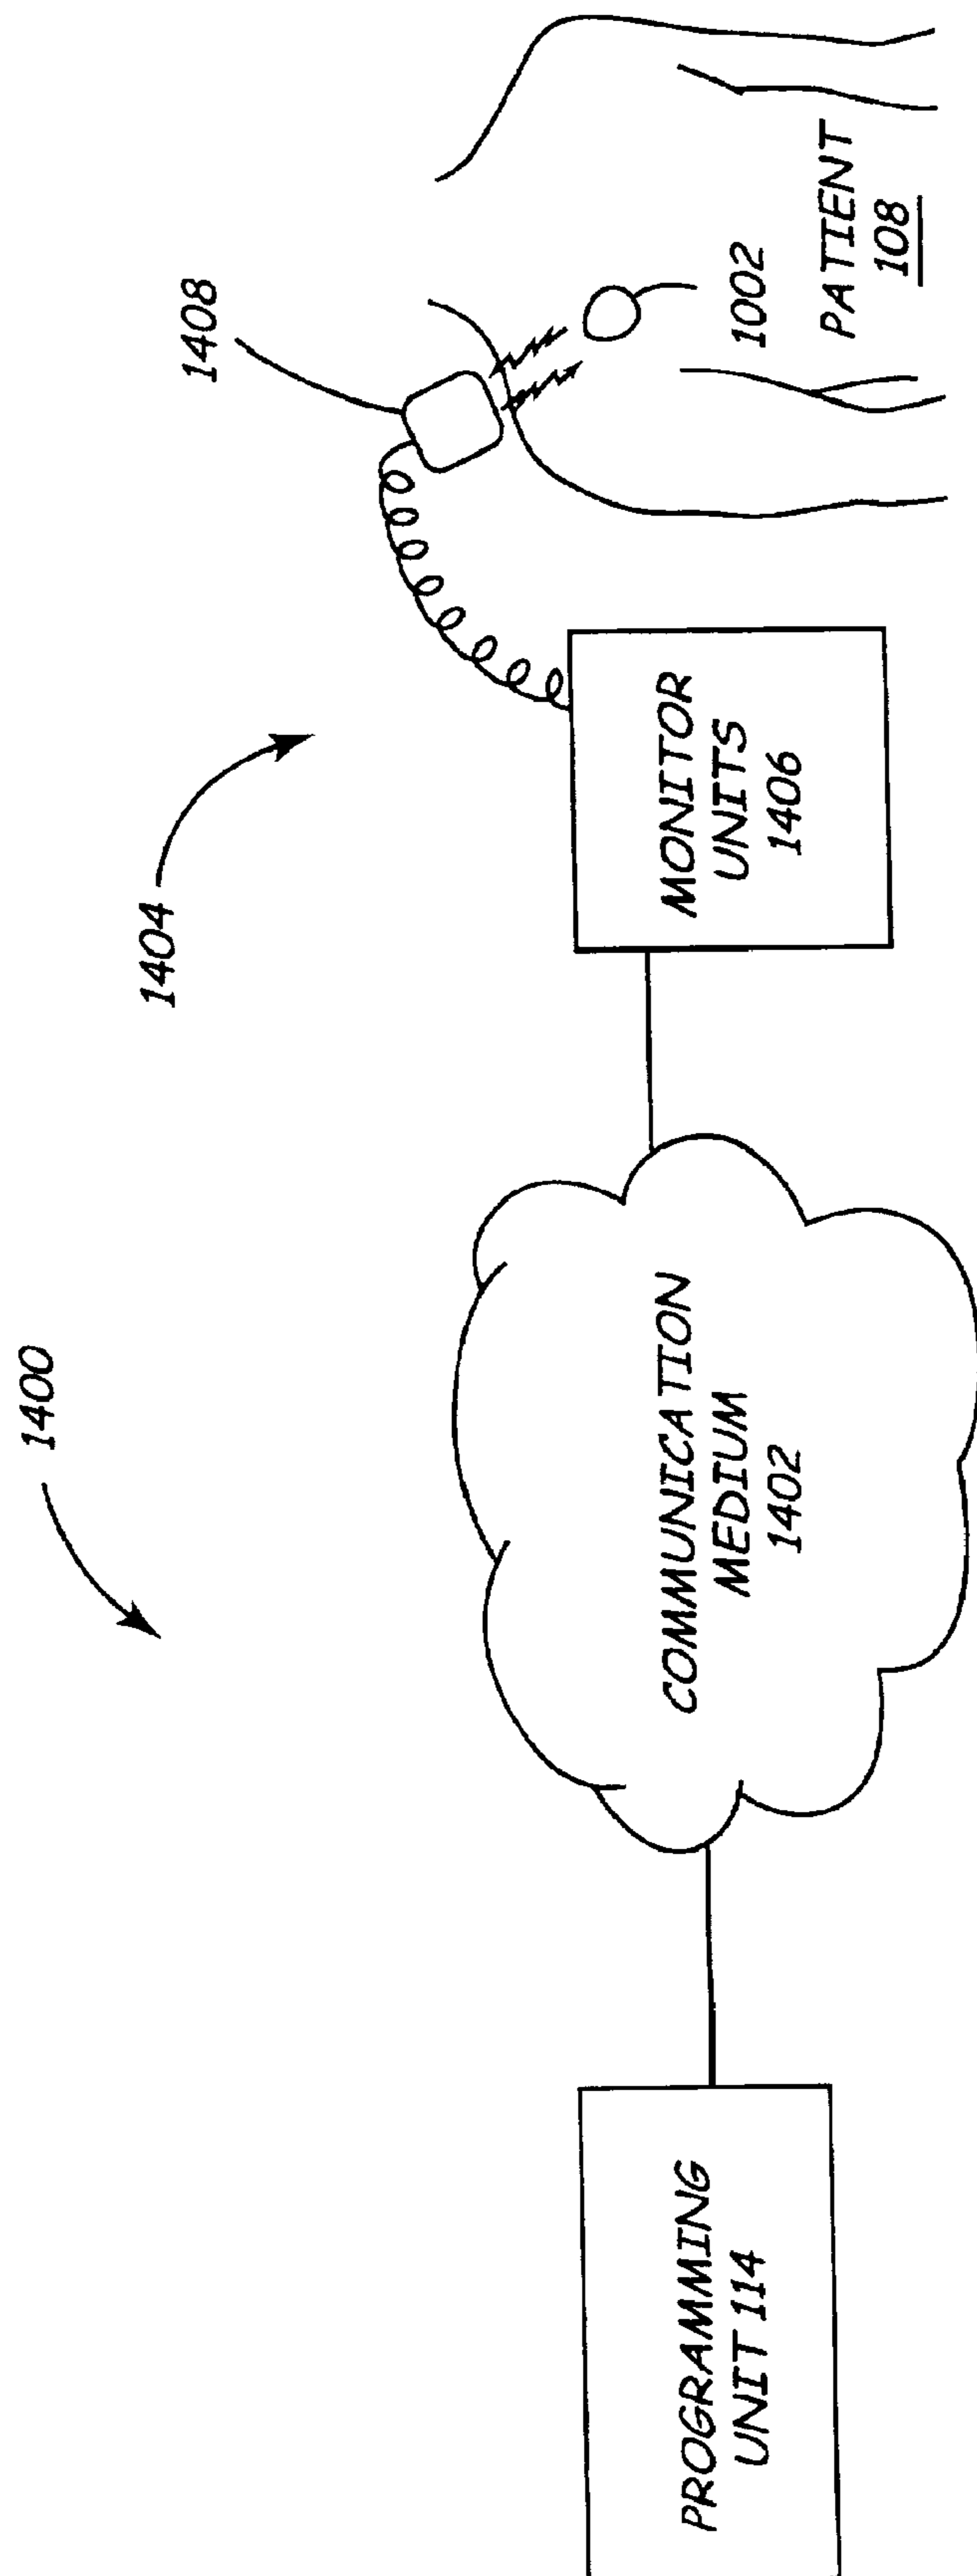 1400
1404
1408
PROGRAMMING
UNIT 114
COMMUNICATION
MEDIUM
1402
MONITOR
UNITS
1406
1002
PATIENT
108